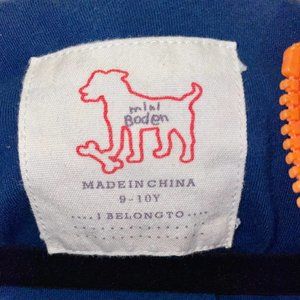 mini
Boden
MADE IN CHINA
9-10Y
.... I BELONG TO ....